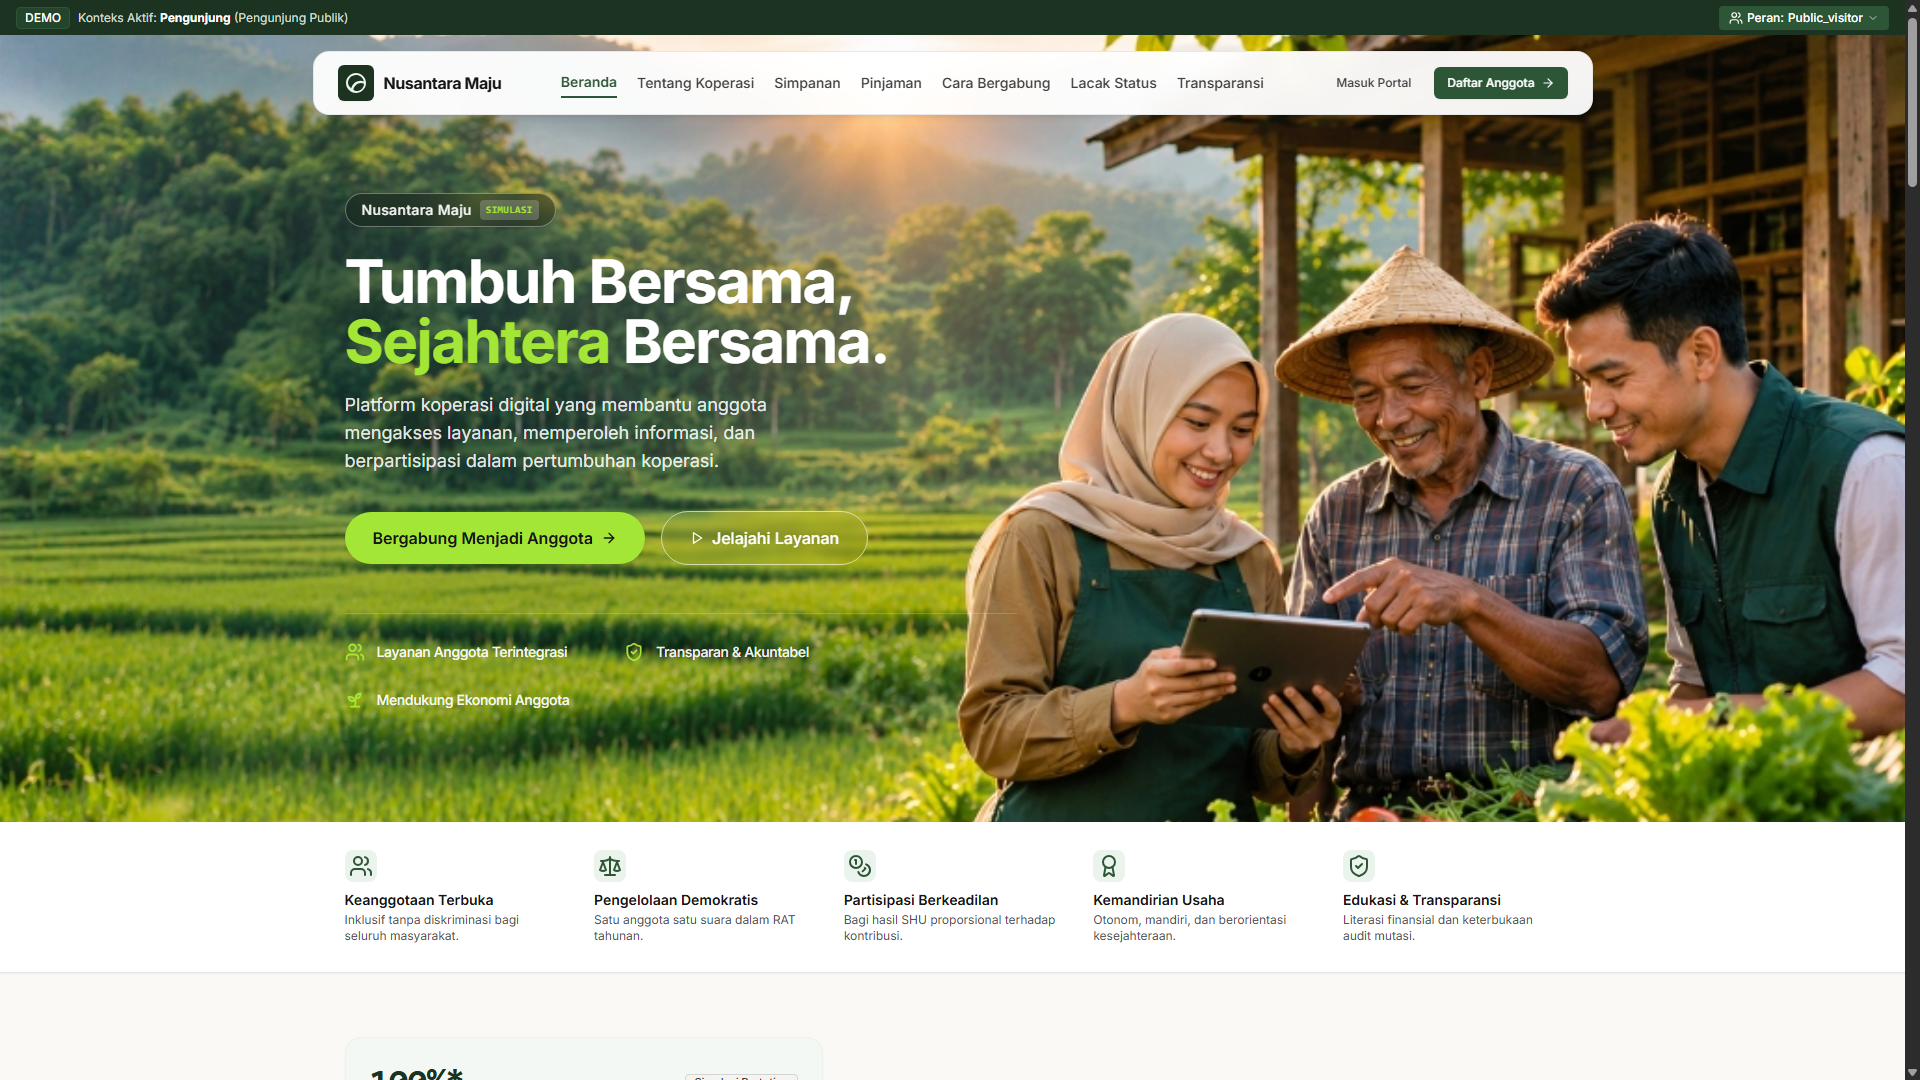 DEMO Konteks Aktif: Pengunjung (Pengunjung Publik)
Peran: Public_visitor
Nusantara Maju
Beranda Tentang Koperasi Simpanan Pinjaman Cara Bergabung Lacak Status Transparansi
Masuk Portal
Daftar Anggota
Nusantara Maju SIMULASI
Tumbuh Bersama,
Sejahtera Bersama.
Platform koperasi digital yang membantu anggota
mengakses layanan, memperoleh informasi, dan
berpartisipasi dalam pertumbuhan koperasi.
Bergabung Menjadi Anggota
Jelajahi Layanan
Layanan Anggota Terintegrasi
Transparan & Akuntabel
Mendukung Ekonomi Anggota
Keanggotaan Terbuka
Inklusif tanpa diskriminasi bagi
seluruh masyarakat.
Pengelolaan Demokratis
Satu anggota satu suara dalam RAT
tahunan.
Partisipasi Berkeadilan
Bagi hasil SHU proporsional terhadap
kontribusi.
Kemandirian Usaha
Otonom, mandiri, dan berorientasi
kesejahteraan.
Edukasi & Transparansi
Literasi finansial dan keterbukaan
audit mutasi.
100%*